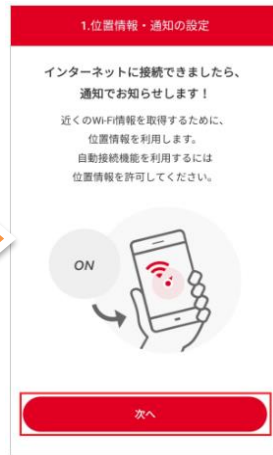 1.位置情報・通知の設定
インターネットに接続できましたら、
通知でお知らせします！
近くのWi-Fi情報を取得するために、
位置情報を利用します。
自動接続機能を利用するには
位置情報を許可してください。
ON
次へ